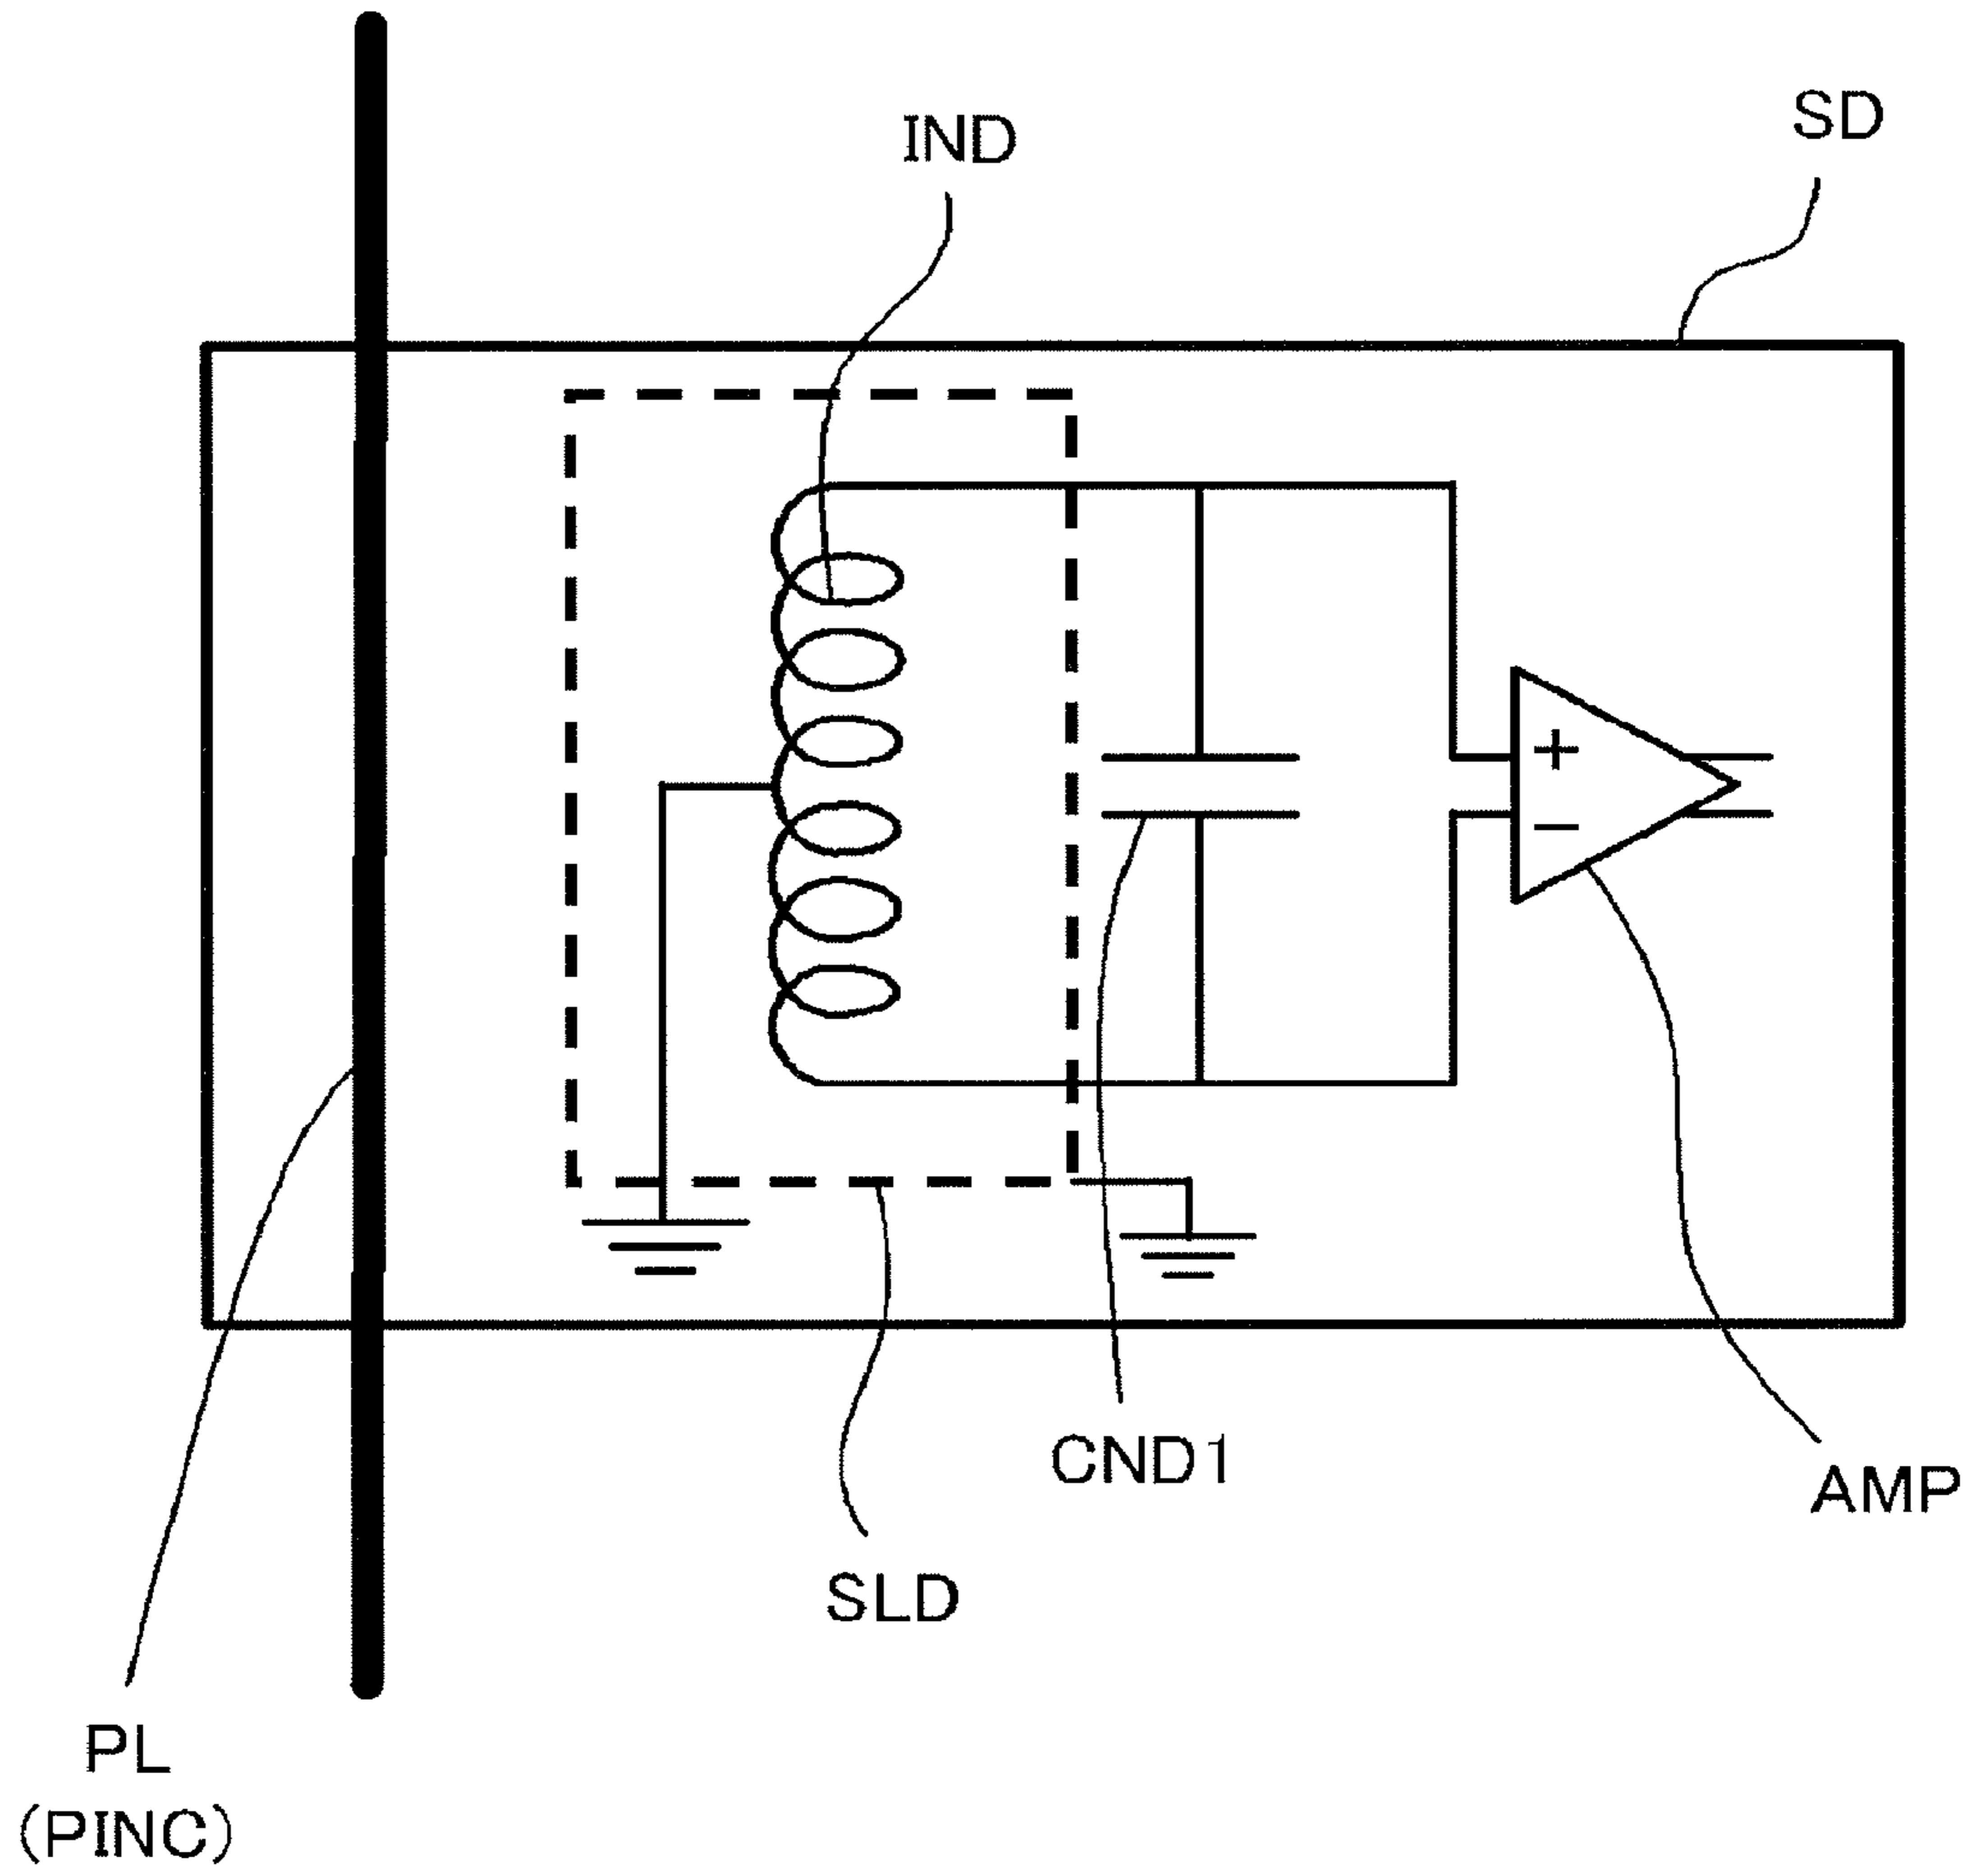 SD
IND
+
−
CND1
AMP
SLD
PL
(PINC)